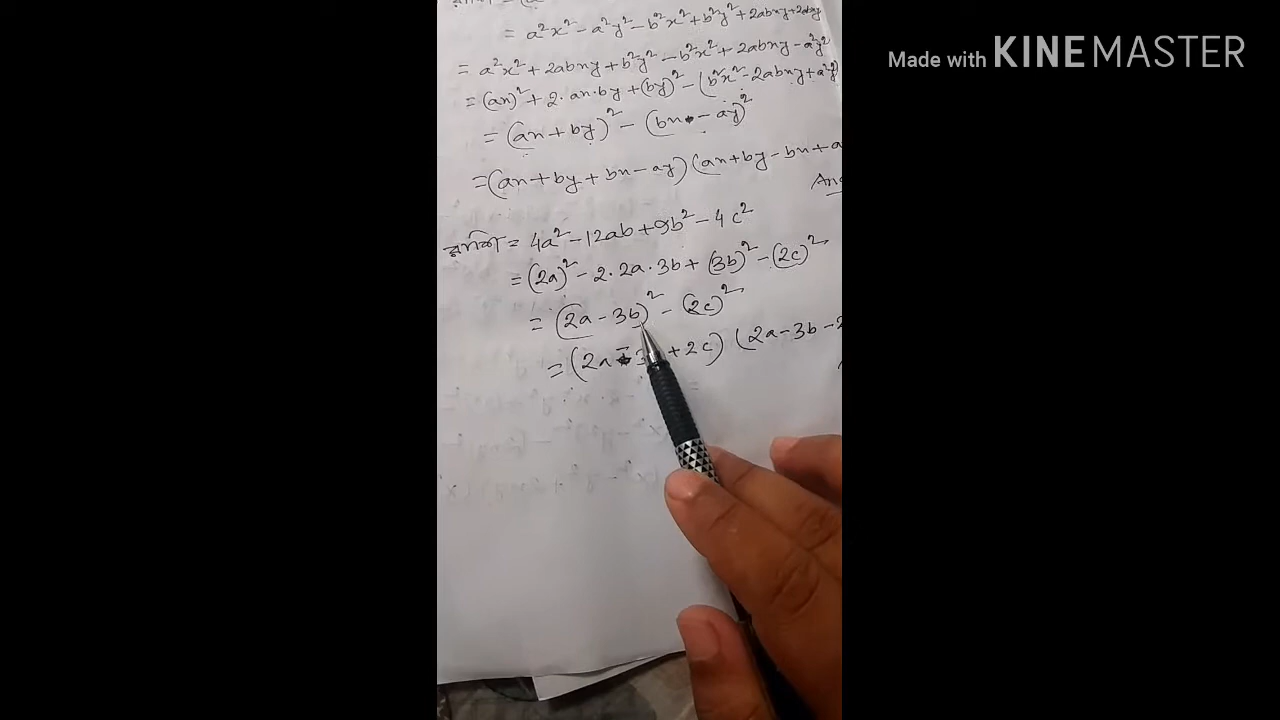 = a²x² - a²y² - b²x² + b²y² + 2abxy + 2abxy
Made with KINEMASTER
= a²x² + 2abxy + b²y² - b²x² + 2abxy - a²y²
= (ax)² + 2·ax·by + (by)² - (b²x² - 2abxy + a²y²)
= (ax + by)² - (bx - ay)²
= (ax + by + bx - ay) (ax + by - bx + a
An
রাশি = 4a² - 12ab + 9b² - 4c²
= (2a)² - 2·2a·3b + (3b)² - (2c)²
= (2a - 3b)² - (2c)²
= (2a - 3 + 2c) (2a - 3b - 2